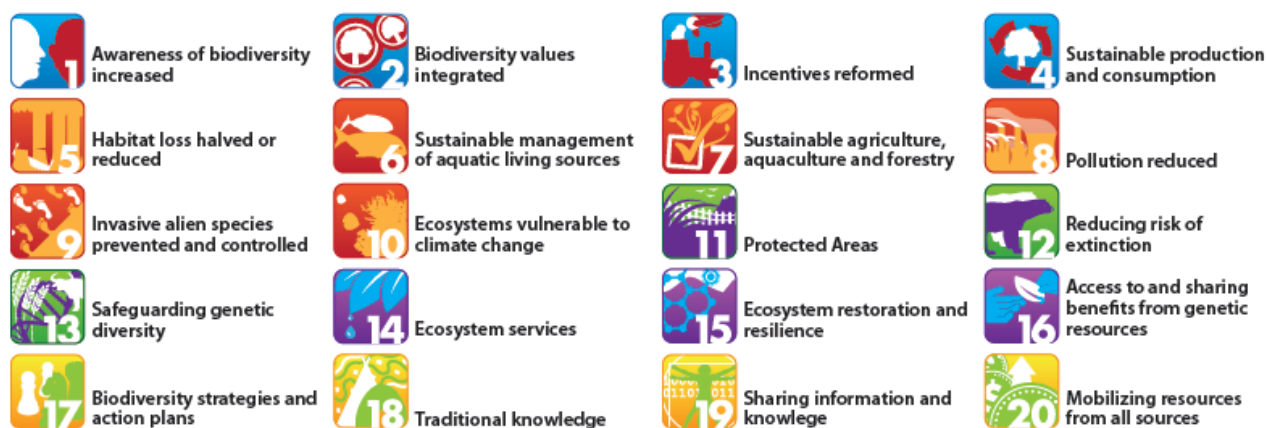 1 Awareness of biodiversity
increased
2 Biodiversity values
integrated
3 Incentives reformed
4 Sustainable production
and consumption
5 Habitat loss halved or
reduced
6 Sustainable management
of aquatic living sources
7 Sustainable agriculture,
aquaculture and forestry
8 Pollution reduced
9 Invasive alien species
prevented and controlled
10 Ecosystems vulnerable to
climate change
11 Protected Areas
12 Reducing risk of
extinction
13 Safeguarding genetic
diversity
14 Ecosystem services
15 Ecosystem restoration and
resilience
16 Access to and sharing
benefits from genetic
resources
17 Biodiversity strategies and
action plans
18 Traditional knowledge
19 Sharing information and
knowlege
20 Mobilizing resources
from all sources